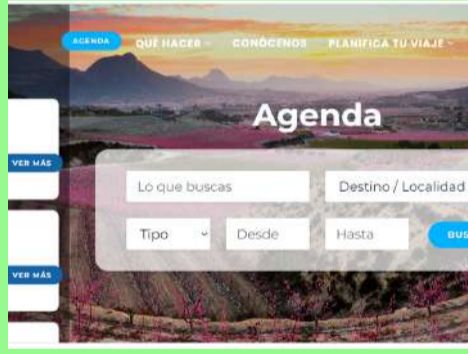 AGENDA QUÉ HACER CONÓCENOS PLANIFICA TU VIAJE
Agenda
VER MÁS
Lo que buscas Destino / Localidad
Tipo Desde Hasta BUS
VER MÁS